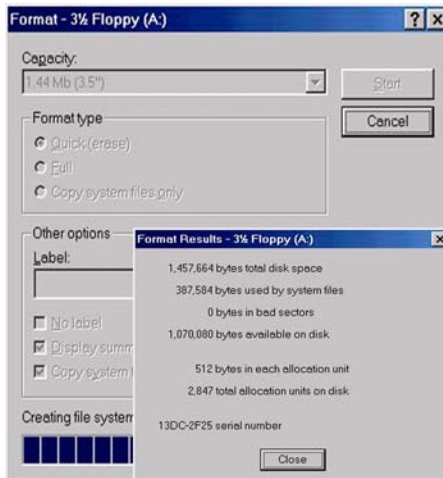 Format - 3½ Floppy (A:)
Capacity:
1.44 Mb (3.5")
Start
Cancel
Format type
Quick (erase)
Full
Copy system files only
Other options
Label:
No label
Display summ
Copy system
Creating file system
Format Results - 3½ Floppy (A:)
1,457,664 bytes total disk space
387,584 bytes used by system files
0 bytes in bad sectors
1,070,080 bytes available on disk
512 bytes in each allocation unit
2,847 total allocation units on disk
13DC-2F25 serial number
Close